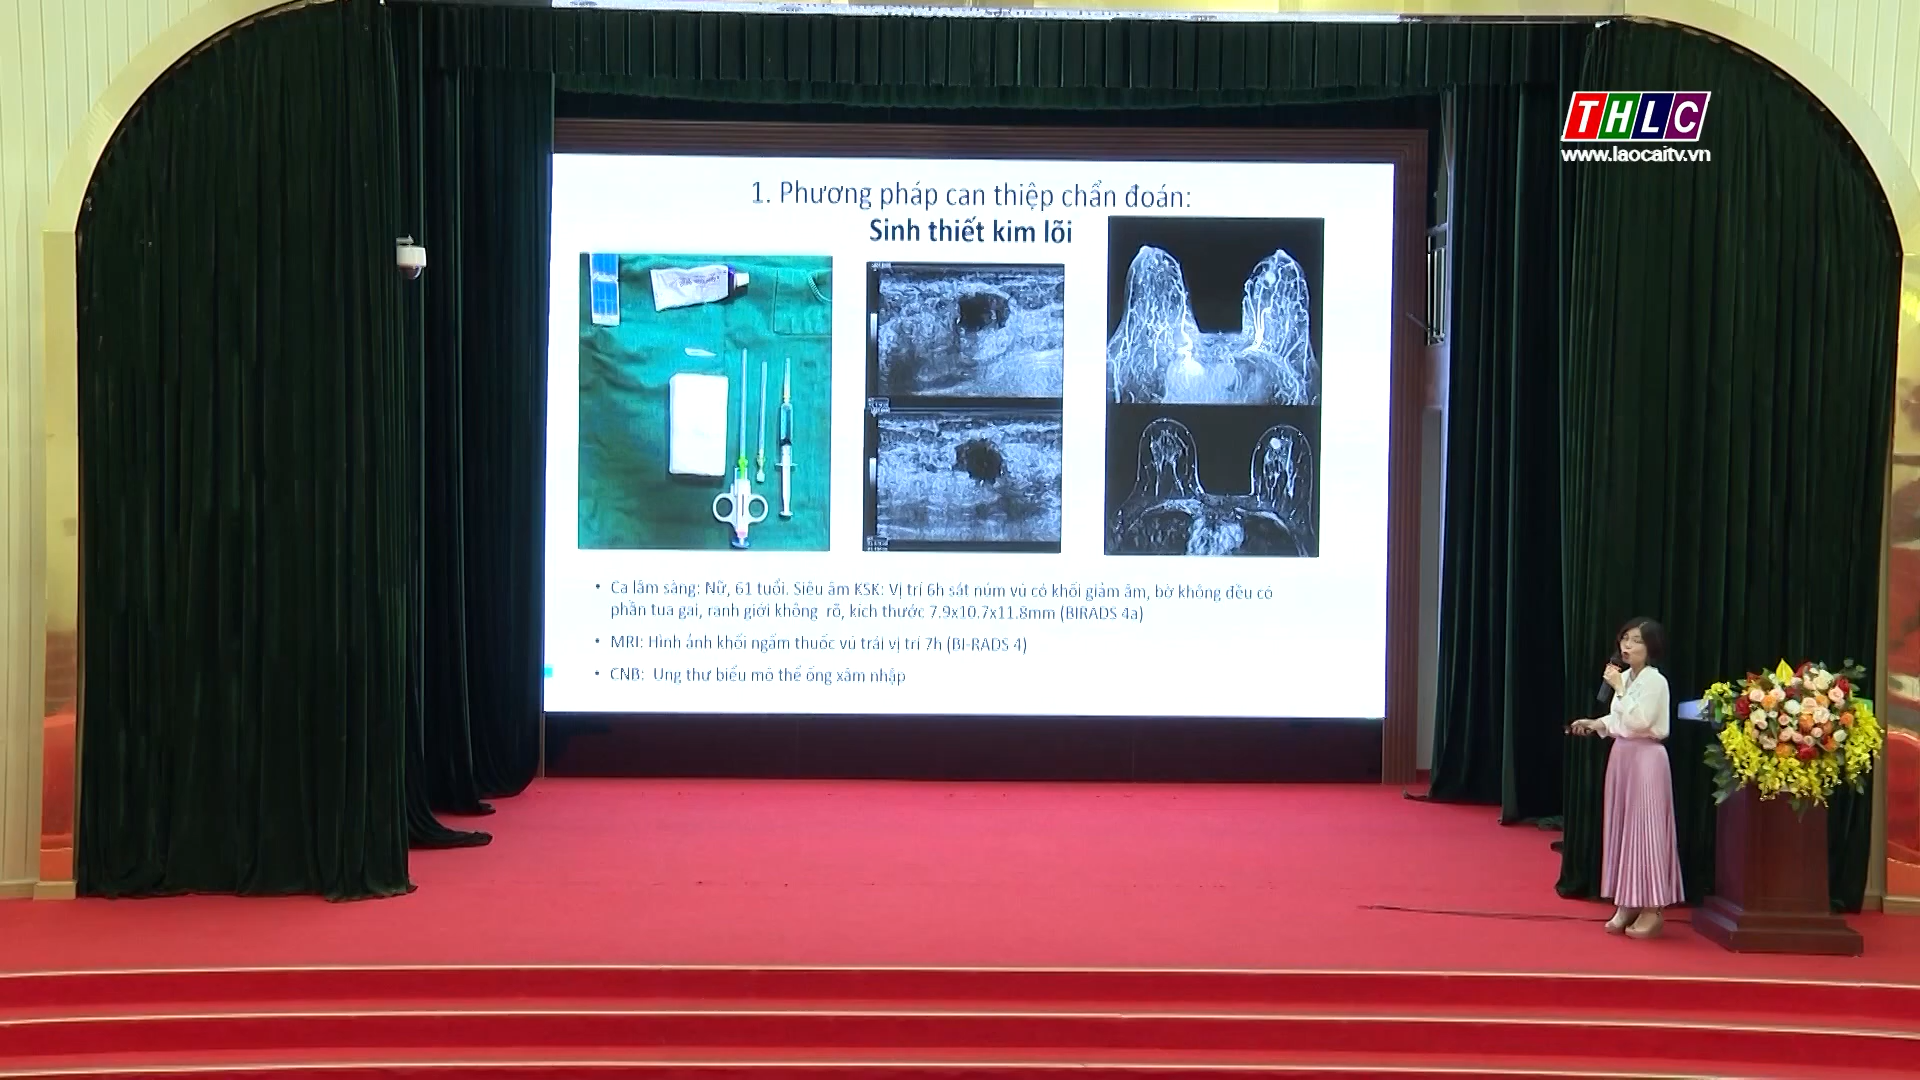 THLC
www.laocaitv.vn
1. Phương pháp can thiệp chẩn đoán:
Sinh thiết kim lõi
• Ca lâm sàng: Nữ, 61 tuổi. Siêu âm KSK: Vị trí 6h sát núm vú có khối giảm âm, bờ không đều có
phần tua gai, ranh giới không rõ, kích thước 7.9x10.7x11.8mm (BIRADS 4a)
• MRI: Hình ảnh khối ngấm thuốc vú trái vị trí 7h (BI-RADS 4)
• CNB: Ung thư biểu mô thể ống xâm nhập